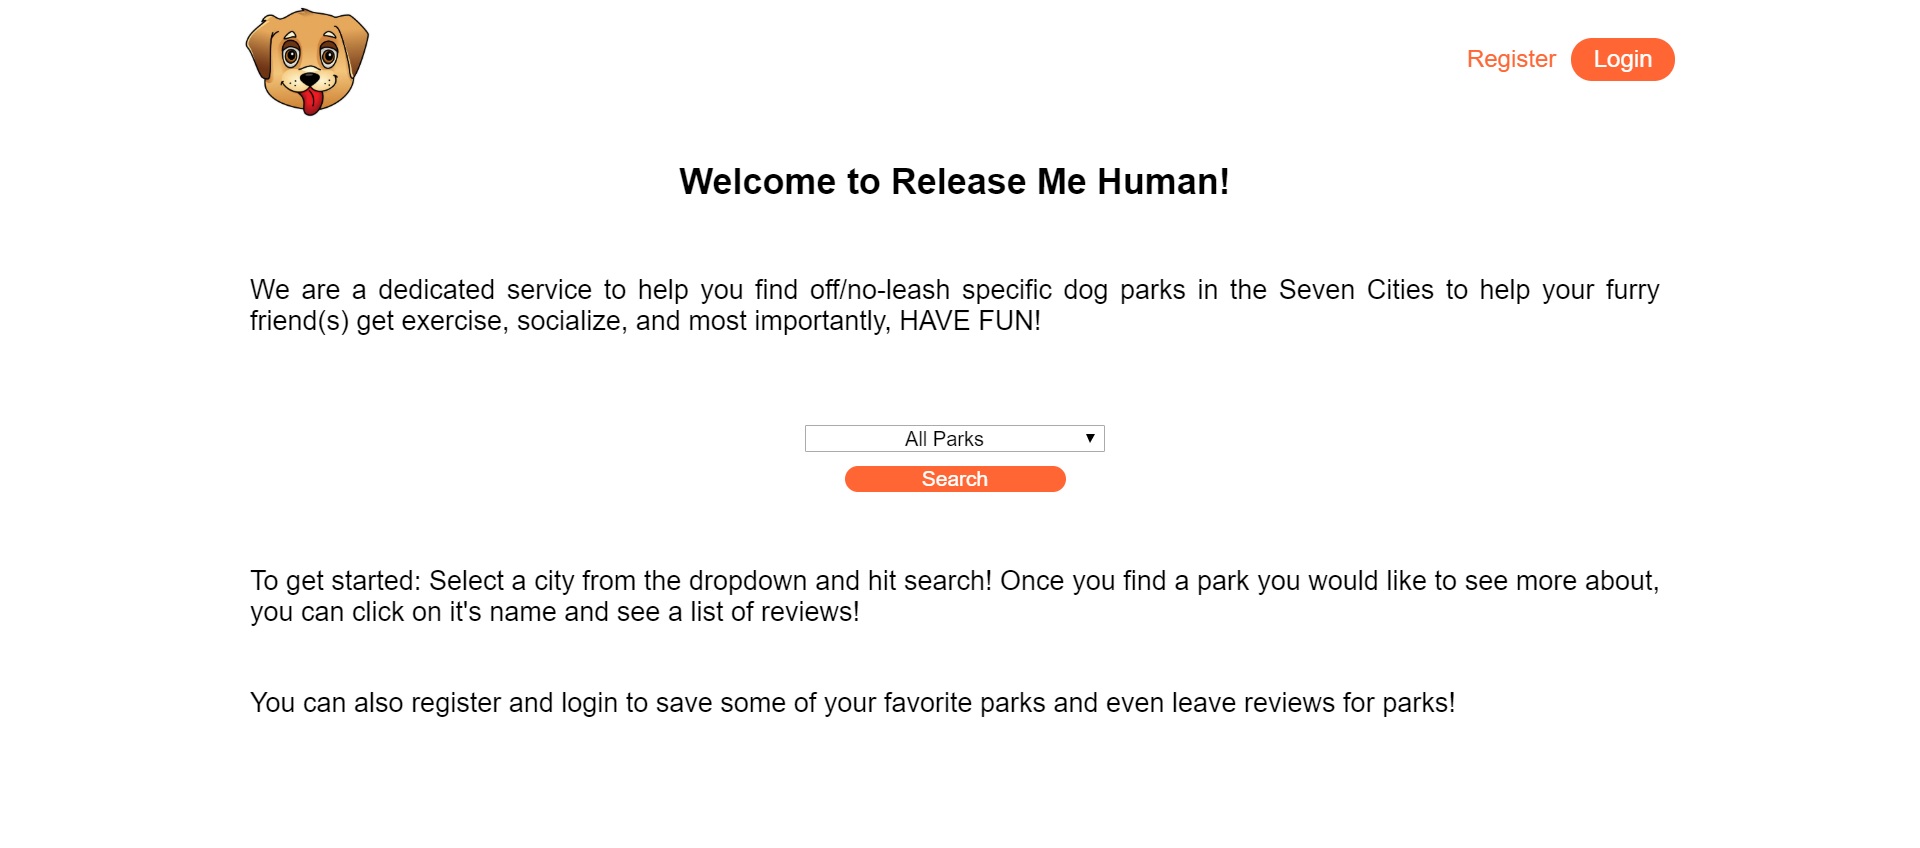 Register Login
Welcome to Release Me Human!
We are a dedicated service to help you find off/no-leash specific dog parks in the Seven Cities to help your furry
friend(s) get exercise, socialize, and most importantly, HAVE FUN!
All Parks
Search
To get started: Select a city from the dropdown and hit search! Once you find a park you would like to see more about,
you can click on it's name and see a list of reviews!
You can also register and login to save some of your favorite parks and even leave reviews for parks!